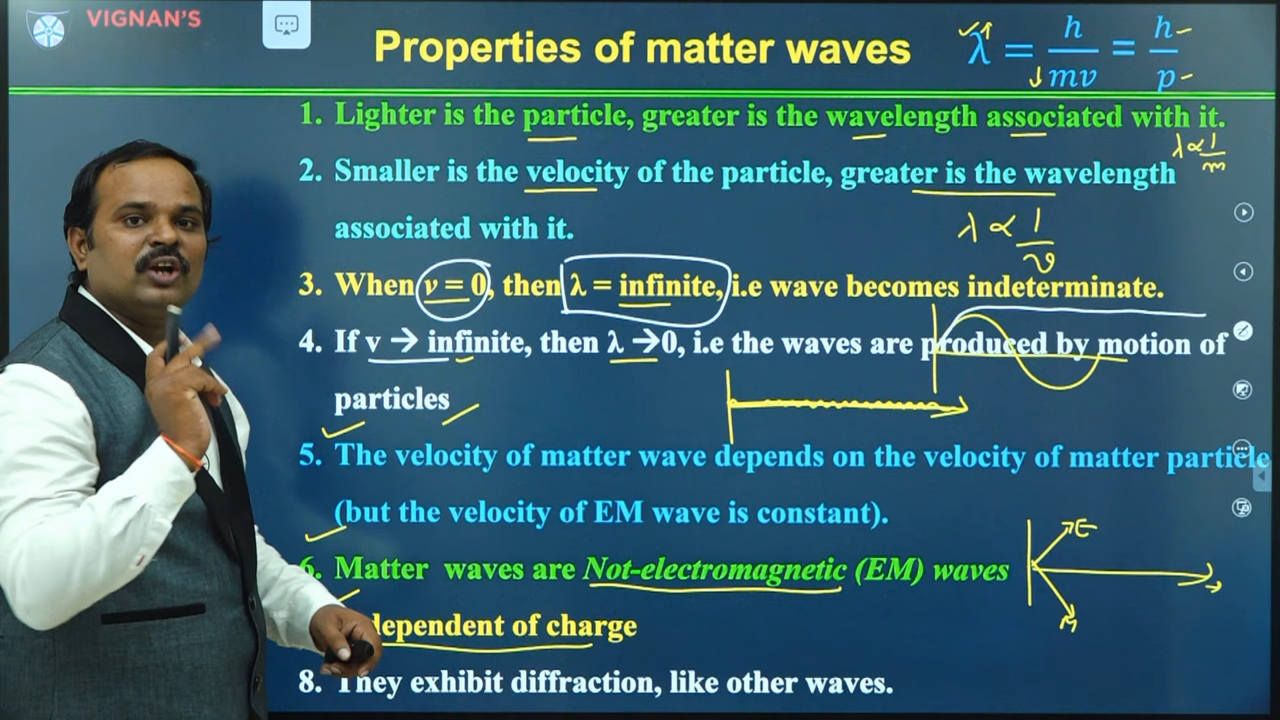 VIGNAN'S
Properties of matter waves
λ = h/mv = h/p
1. Lighter is the particle, greater is the wavelength associated with it.
λ ∝ 1/m
2. Smaller is the velocity of the particle, greater is the wavelength
associated with it.
λ ∝ 1/v
3. When v = 0, then λ = infinite, i.e wave becomes indeterminate.
4. If v → infinite, then λ →0, i.e the waves are produced by motion of
particles
5. The velocity of matter wave depends on the velocity of matter particle
(but the velocity of EM wave is constant).
E
6. Matter waves are Not-electromagnetic (EM) waves
M
dependent of charge
8. They exhibit diffraction, like other waves.